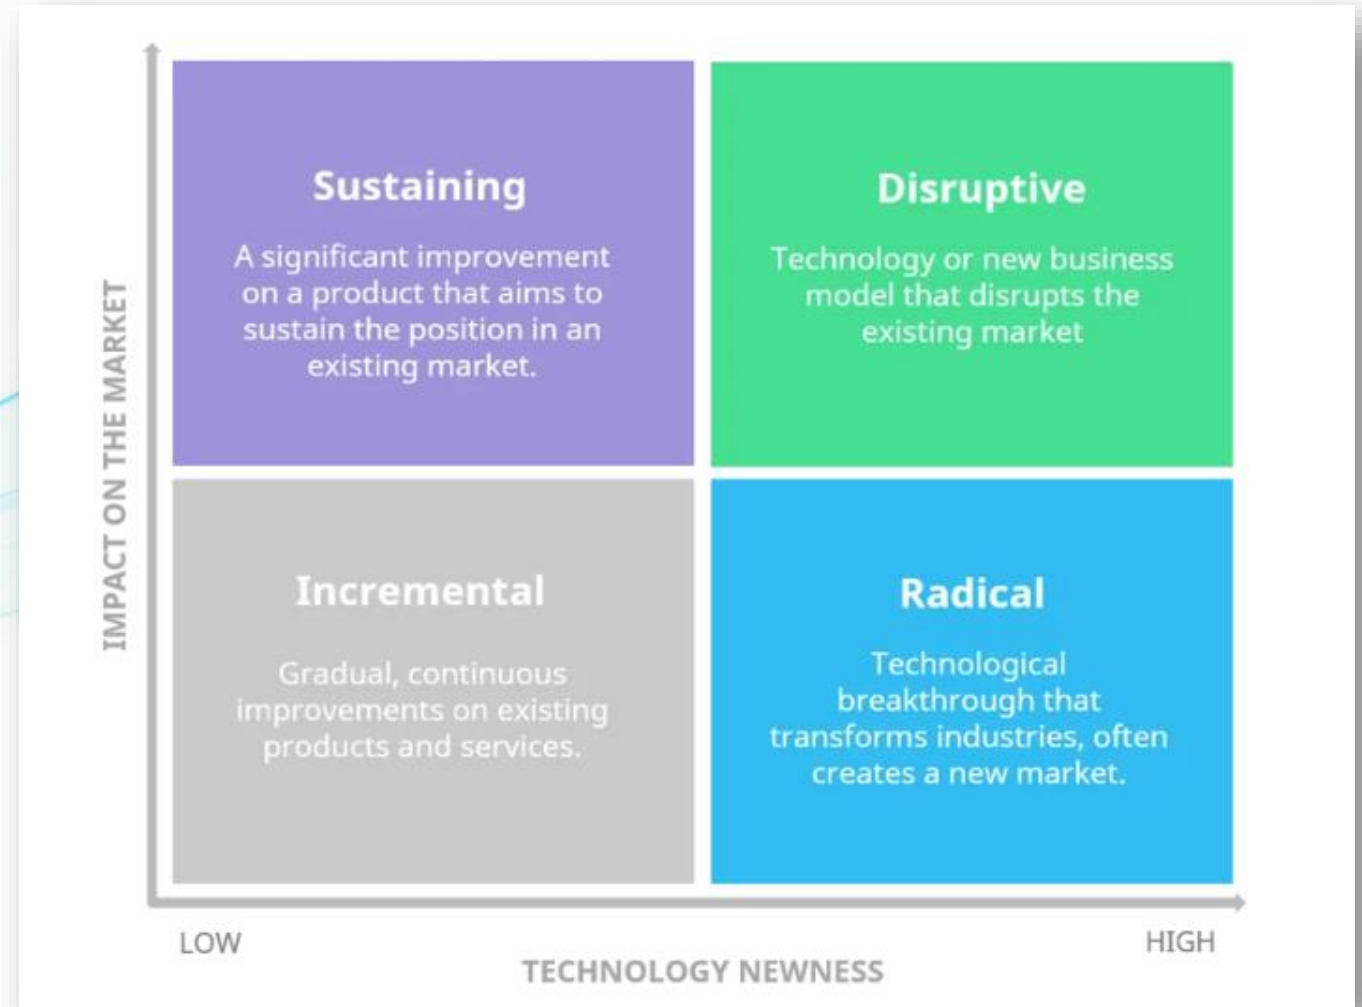 IMPACT ON THE MARKET
Sustaining
A significant improvement
on a product that aims to
sustain the position in an
existing market.
Disruptive
Technology or new business
model that disrupts the
existing market
Incremental
Gradual, continuous
improvements on existing
products and services.
Radical
Technological
breakthrough that
transforms industries, often
creates a new market.
LOW
HIGH
TECHNOLOGY NEWNESS